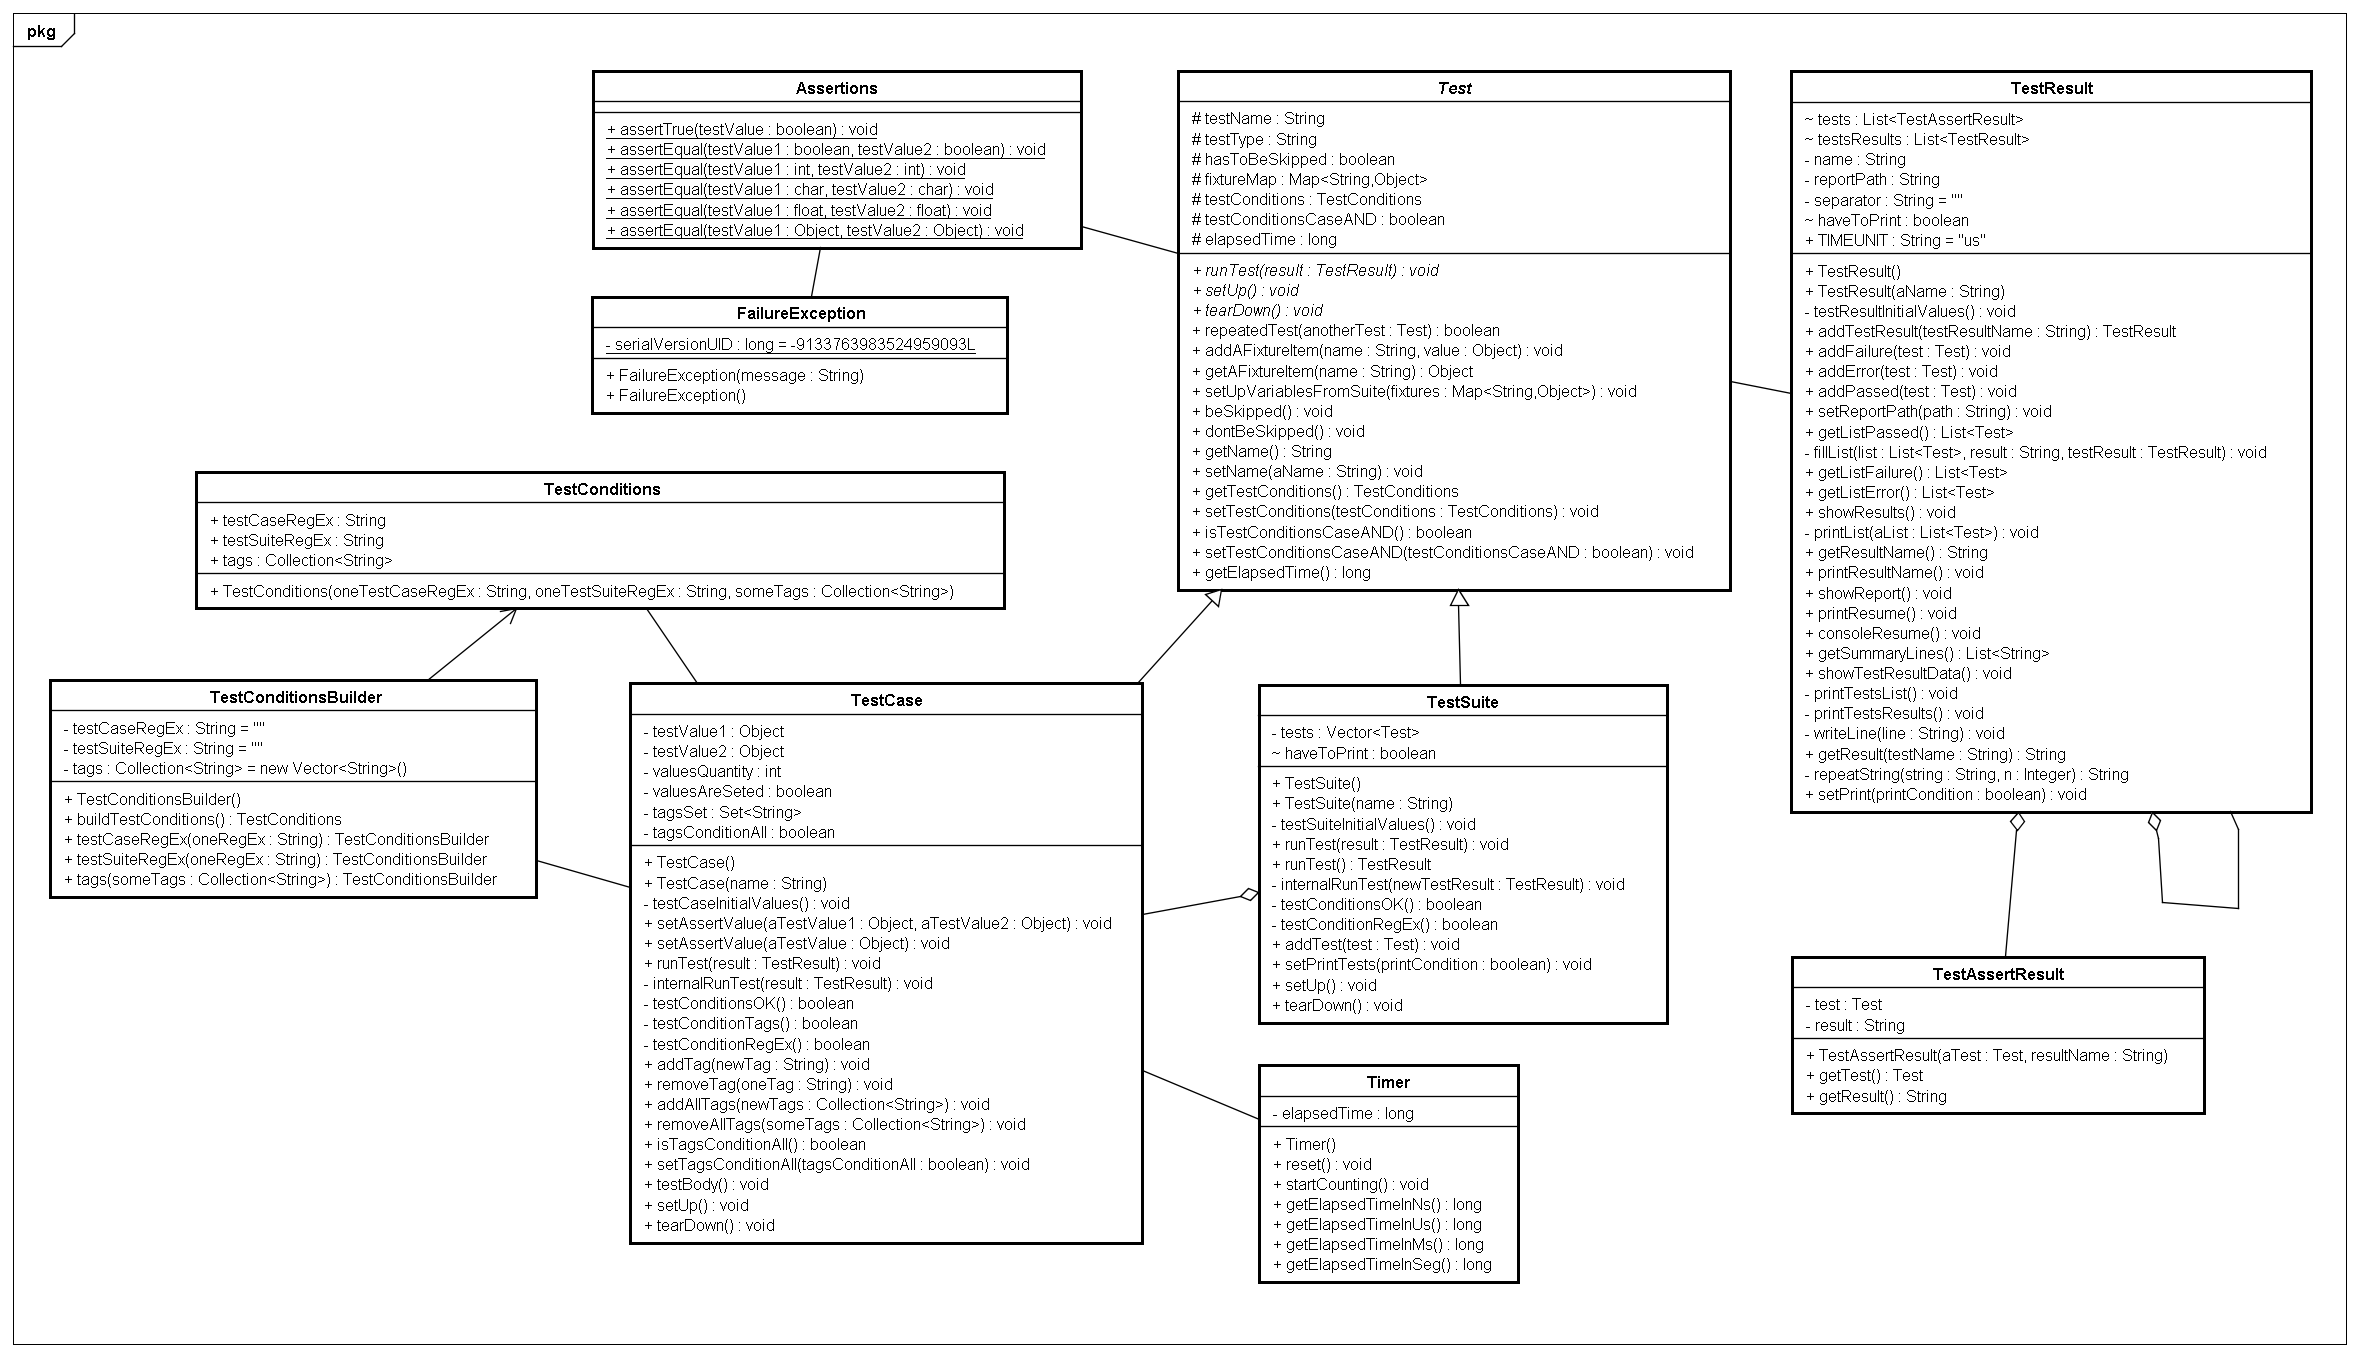 pkg
Assertions
+ assertTrue(testValue : boolean) : void
+ assertEqual(testValue1 : boolean, testValue2 : boolean) : void
+ assertEqual(testValue1 : int, testValue2 : int) : void
+ assertEqual(testValue1 : char, testValue2 : char) : void
+ assertEqual(testValue1 : float, testValue2 : float) : void
+ assertEqual(testValue1 : Object, testValue2 : Object) : void
FailureException
- serialVersionUID : long = -9133763983524959093L
+ FailureException(message : String)
+ FailureException()
Test
# testName : String
# testType : String
# hasToBeSkipped : boolean
# fixtureMap : Map<String,Object>
# testConditions : TestConditions
# testConditionsCaseAND : boolean
# elapsedTime : long
+ runTest(result : TestResult) : void
+ setUp() : void
+ tearDown() : void
+ repeatedTest(anotherTest : Test) : boolean
+ addAFixtureItem(name : String, value : Object) : void
+ getAFixtureItem(name : String) : Object
+ setUpVariablesFromSuite(fixtures : Map<String,Object>) : void
+ beSkipped() : void
+ dontBeSkipped() : void
+ getName() : String
+ setName(aName : String) : void
+ getTestConditions() : TestConditions
+ setTestConditions(testConditions : TestConditions) : void
+ isTestConditionsCaseAND() : boolean
+ setTestConditionsCaseAND(testConditionsCaseAND : boolean) : void
+ getElapsedTime() : long
TestResult
~ tests : List<TestAssertResult>
~ testsResults : List<TestResult>
- name : String
- reportPath : String
- separator : String = ""
~ haveToPrint : boolean
+ TIMEUNIT : String = "us"
+ TestResult()
+ TestResult(aName : String)
- testResultInitialValues() : void
+ addTestResult(testResultName : String) : TestResult
+ addFailure(test : Test) : void
+ addError(test : Test) : void
+ addPassed(test : Test) : void
+ setReportPath(path : String) : void
+ getListPassed() : List<Test>
- fillList(list : List<Test>, result : String, testResult : TestResult) : void
+ getListFailure() : List<Test>
+ getListError() : List<Test>
+ showResults() : void
- printList(aList : List<Test>) : void
+ getResultName() : String
+ printResultName() : void
+ showReport() : void
+ printResume() : void
+ consoleResume() : void
+ getSummaryLines() : List<String>
+ showTestResultData() : void
- printTestsList() : void
- printTestsResults() : void
- writeLine(line : String) : void
+ getResult(testName : String) : String
- repeatString(string : String, n : Integer) : String
+ setPrint(printCondition : boolean) : void
TestConditions
+ testCaseRegEx : String
+ testSuiteRegEx : String
+ tags : Collection<String>
+ TestConditions(oneTestCaseRegEx : String, oneTestSuiteRegEx : String, someTags : Collection<String>)
TestConditionsBuilder
- testCaseRegEx : String = ""
- testSuiteRegEx : String = ""
- tags : Collection<String> = new Vector<String>()
+ TestConditionsBuilder()
+ buildTestConditions() : TestConditions
+ testCaseRegEx(oneRegEx : String) : TestConditionsBuilder
+ testSuiteRegEx(oneRegEx : String) : TestConditionsBuilder
+ tags(someTags : Collection<String>) : TestConditionsBuilder
TestCase
- testValue1 : Object
- testValue2 : Object
- valuesQuantity : int
- valuesAreSeted : boolean
- tagsSet : Set<String>
- tagsConditionAll : boolean
+ TestCase()
+ TestCase(name : String)
- testCaseInitialValues() : void
+ setAssertValue(aTestValue1 : Object, aTestValue2 : Object) : void
+ setAssertValue(aTestValue : Object) : void
+ runTest(result : TestResult) : void
- internalRunTest(result : TestResult) : void
- testConditionsOK() : boolean
- testConditionTags() : boolean
- testConditionRegEx() : boolean
+ addTag(newTag : String) : void
+ removeTag(oneTag : String) : void
+ addAllTags(newTags : Collection<String>) : void
+ removeAllTags(someTags : Collection<String>) : void
+ isTagsConditionAll() : boolean
+ setTagsConditionAll(tagsConditionAll : boolean) : void
+ testBody() : void
+ setUp() : void
+ tearDown() : void
TestSuite
- tests : Vector<Test>
~ haveToPrint : boolean
+ TestSuite()
+ TestSuite(name : String)
- testSuiteInitialValues() : void
+ runTest(result : TestResult) : void
+ runTest() : TestResult
- internalRunTest(newTestResult : TestResult) : void
- testConditionsOK() : boolean
- testConditionRegEx() : boolean
+ addTest(test : Test) : void
+ setPrintTests(printCondition : boolean) : void
+ setUp() : void
+ tearDown() : void
Timer
- elapsedTime : long
+ Timer()
+ reset() : void
+ startCounting() : void
+ getElapsedTimeInNs() : long
+ getElapsedTimeInUs() : long
+ getElapsedTimeInMs() : long
+ getElapsedTimeInSeg() : long
TestAssertResult
- test : Test
- result : String
+ TestAssertResult(aTest : Test, resultName : String)
+ getTest() : Test
+ getResult() : String